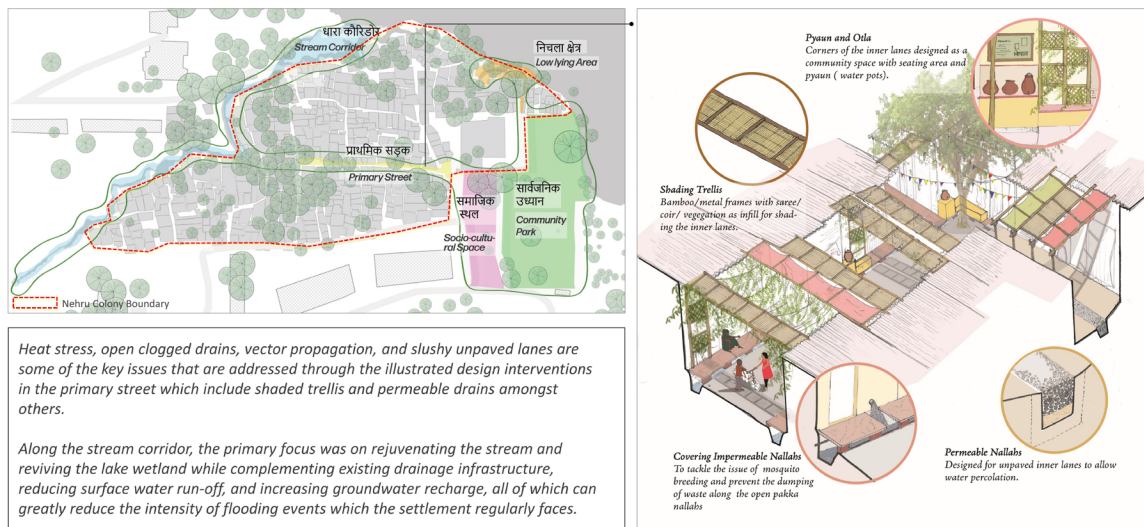 धारा कौरिडोर
Stream Corridor
निचला क्षेत्र
Low lying Area
प्राथमिक सड़क
Primary Street
समाजिक
स्थल
Socio-cultu-
ral Space
सार्वजनिक
उध्यान
Community
Park
Nehru Colony Boundary
Heat stress, open clogged drains, vector propagation, and slushy unpaved lanes are
some of the key issues that are addressed through the illustrated design interventions
in the primary street which include shaded trellis and permeable drains amongst
others.
Along the stream corridor, the primary focus was on rejuvenating the stream and
reviving the lake wetland while complementing existing drainage infrastructure,
reducing surface water run-off, and increasing groundwater recharge, all of which can
greatly reduce the intensity of flooding events which the settlement regularly faces.
Pyaun and Otla
Corners of the inner lanes designed as a
community space with seating area and
pyaun ( water pots).
Shading Trellis
Bamboo/metal frames with saree/
coir/ vegegation as infill for shad-
ing the inner lanes.
Covering Impermeable Nallahs
To tackle the issue of mosquito
breeding and prevent the dumping
of waste along the open pakka
nallahs
Permeable Nallahs
Designed for unpaved inner lanes to allow
water percolation.